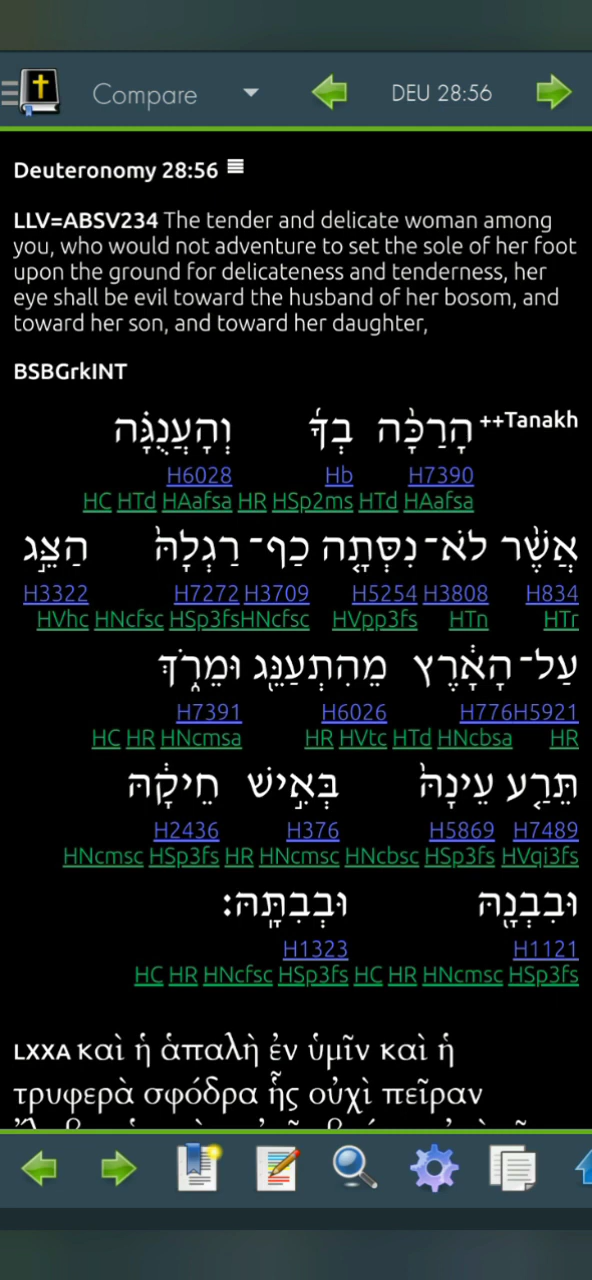 Compare
DEU 28:56
Deuteronomy 28:56
LLV=ABSV234 The tender and delicate woman among
you, who would not adventure to set the sole of her foot
upon the ground for delicateness and tenderness, her
eye shall be evil toward the husband of her bosom, and
toward her son, and toward her daughter,
BSBGrkINT
++Tanakh הָרַכָּ֨ה בְךָ֜ וְהָעֲנֻגָּ֗ה
H6028 Hb H7390
HC HTd HAafsa HR HSp2ms HTd HAafsa
אֲשֶׁ֨ר לֹא־ נִסְּתָ֤ה כַף־ רַגְלָהּ֙ הַצֵּ֣ג
H3322 H7272 H3709 H5254 H3808 H834
HVhc HNcfsc HSp3fsHNcfsc HVpp3fs HTn HTr
עַל־ הָאָ֔רֶץ מֵהִתְעַנֵּ֖ג וּמֵרֹ֑ךְ
H7391 H6026 H776H5921
HC HR HNcmsa HR HVtc HTd HNcbsa HR
תֵּרַ֤ע עֵינָהּ֙ בְּאִ֣ישׁ חֵיקָ֔הּ
H2436 H376 H5869 H7489
HNcmsc HSp3fs HR HNcmsc HNcbsc HSp3fs HVqi3fs
וּבִבְנָ֖הּ וּבְבִתָּֽהּ׃
H1323 H1121
HC HR HNcfsc HSp3fs HC HR HNcmsc HSp3fs
LXXA καὶ ἡ ἁπαλὴ ἐν ὑμῖν καὶ ἡ
τρυφερὰ σφόδρα ἧς οὐχὶ πεῖραν